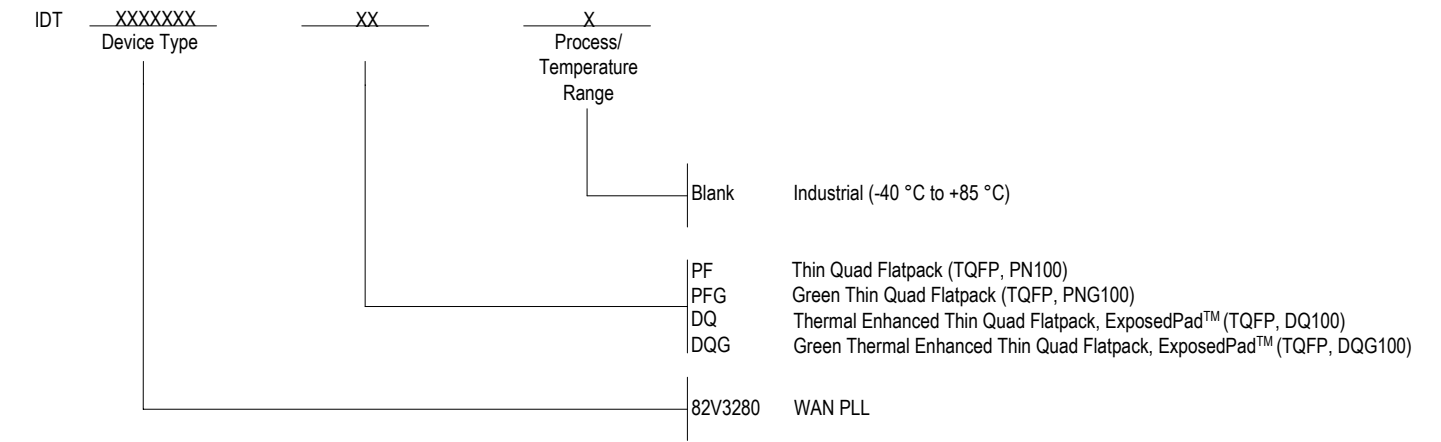 IDT XXXXXXX XX X
Device Type
Process/
Temperature
Range
Blank Industrial (-40 °C to +85 °C)
PF Thin Quad Flatpack (TQFP, PN100)
PFG Green Thin Quad Flatpack (TQFP, PNG100)
DQ Thermal Enhanced Thin Quad Flatpack, ExposedPad™ (TQFP, DQ100)
DQG Green Thermal Enhanced Thin Quad Flatpack, ExposedPad™ (TQFP, DQG100)
82V3280 WAN PLL